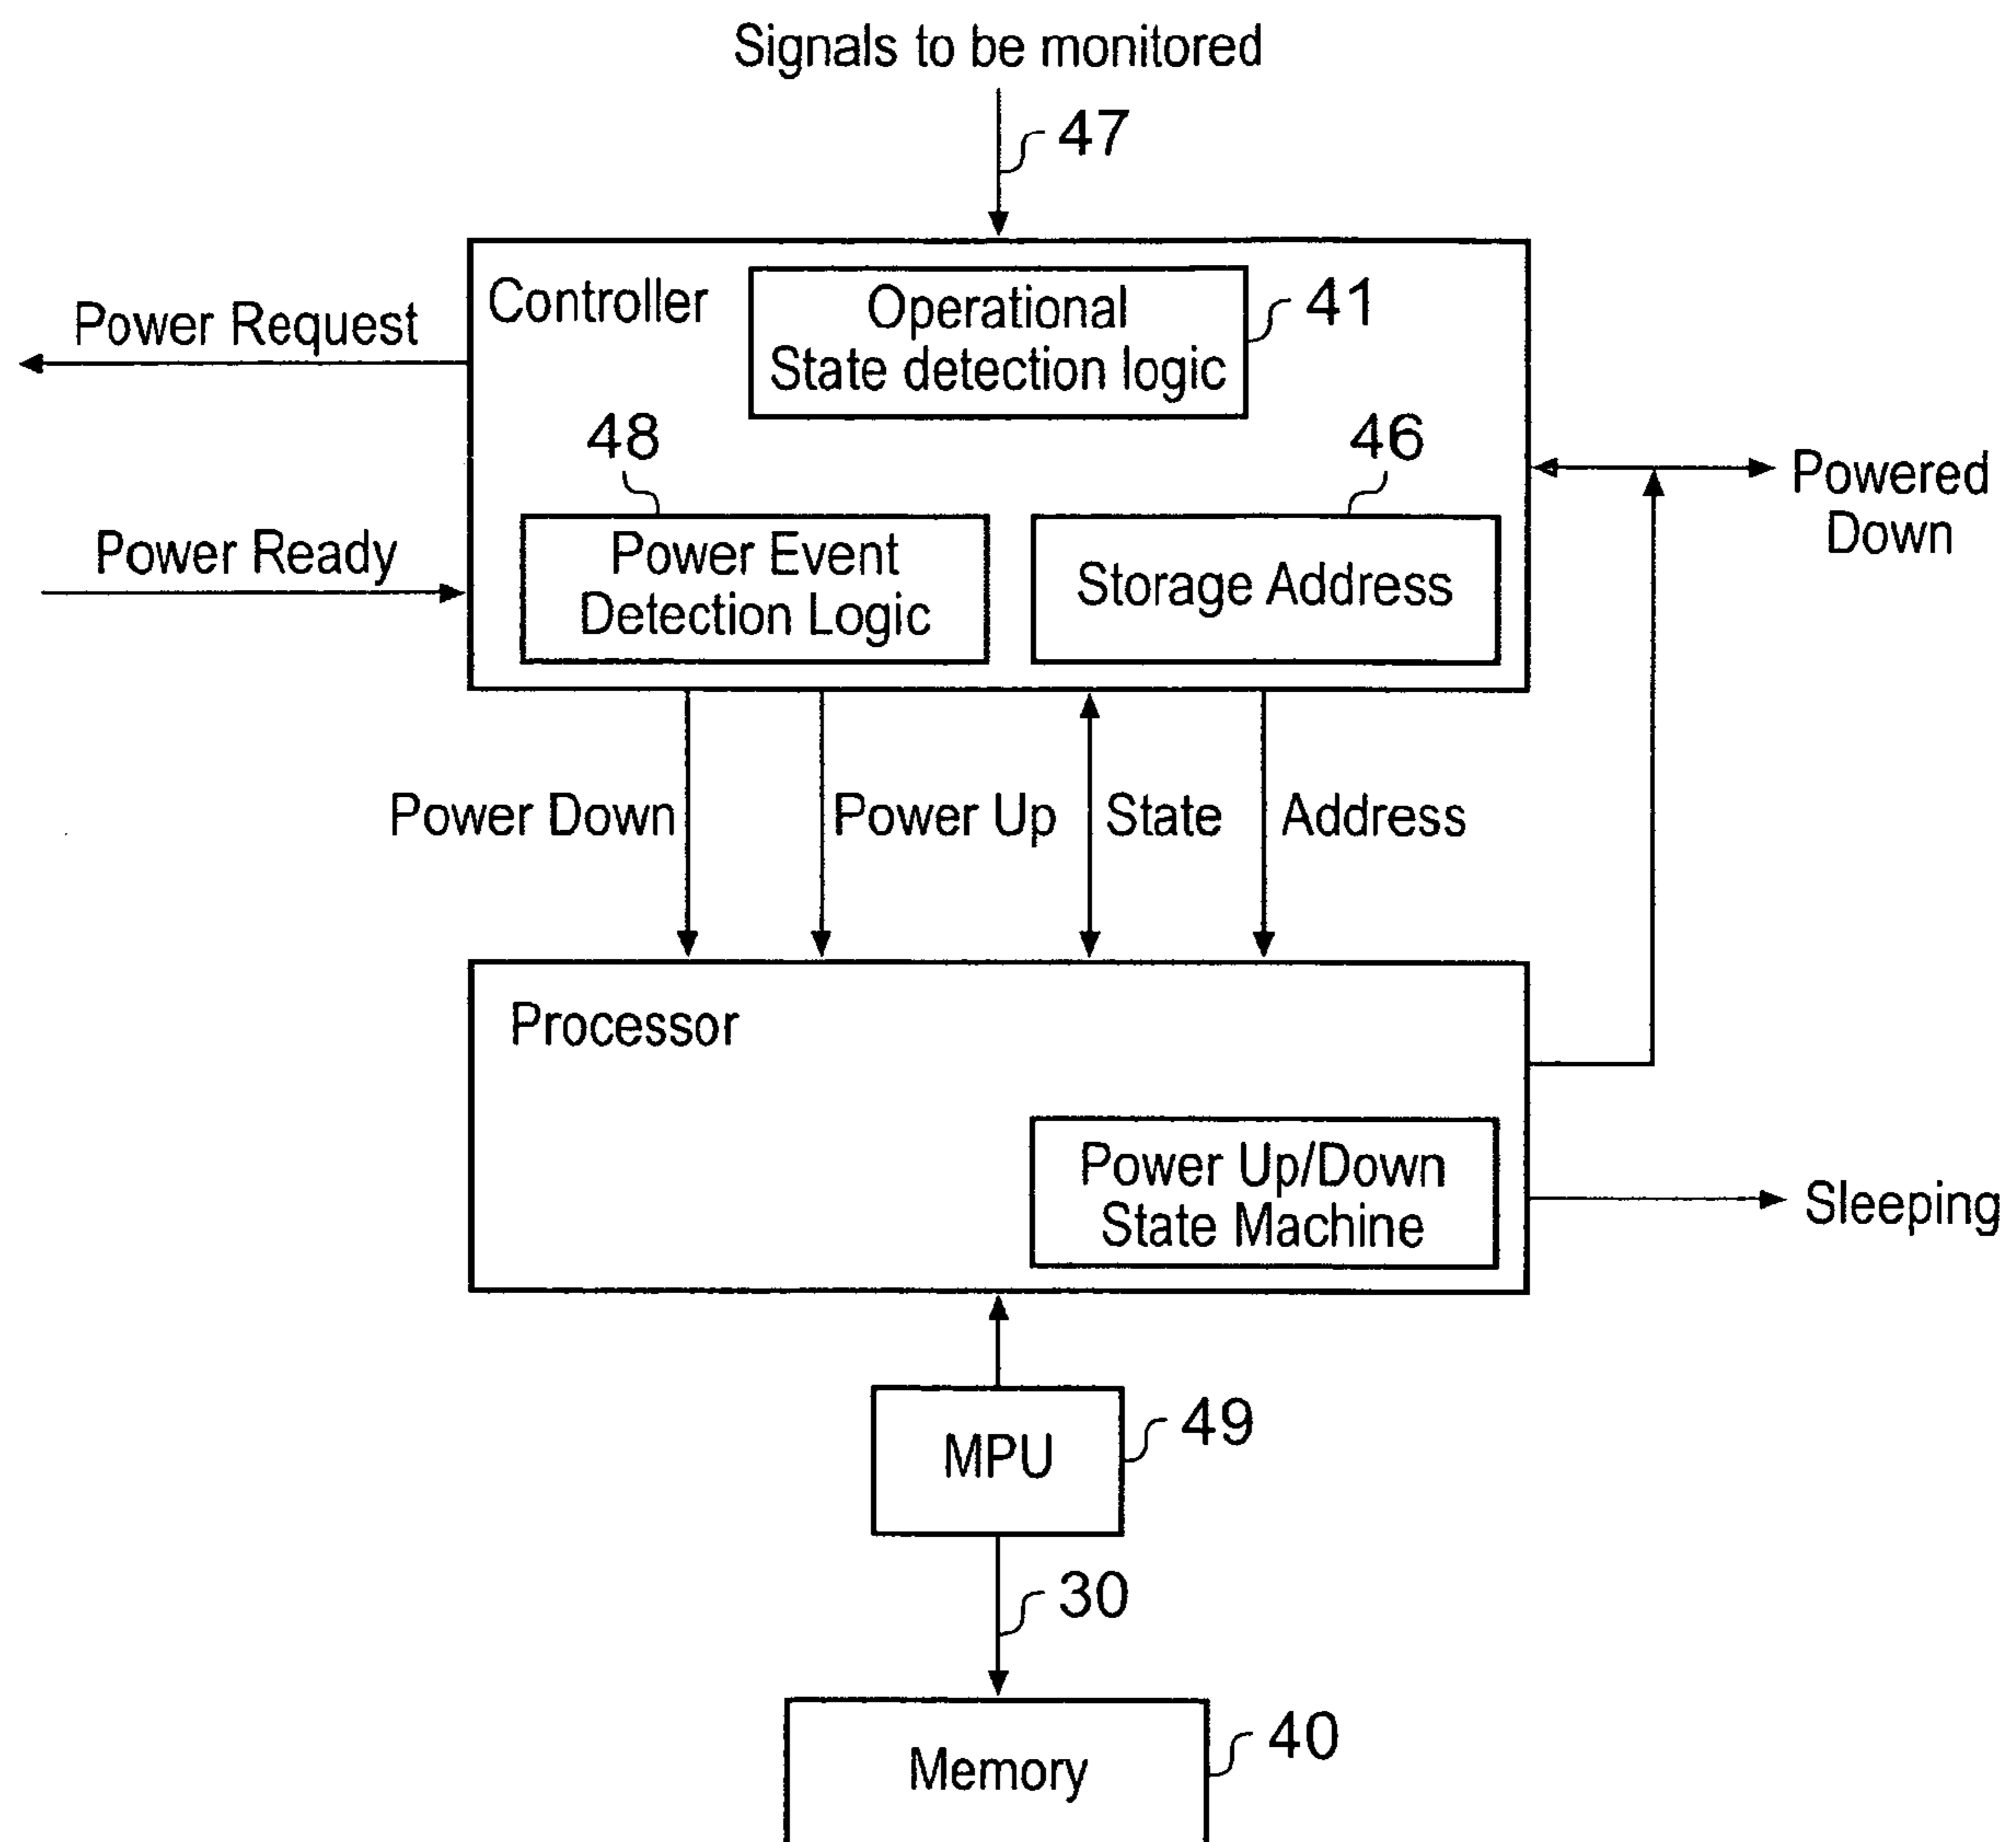 Signals to be monitored
47
Controller
Operational
State detection logic
41
Power Request
48
46
Powered
Down
Power Ready
Power Event
Detection Logic
Storage Address
Power Down
Power Up
State
Address
Processor
Power Up/Down
State Machine
Sleeping
MPU
49
30
Memory
40